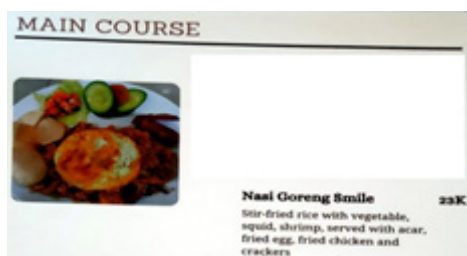 MAIN COURSE
Nasi Goreng Smile 23K
Stir-fried rice with vegetable,
squid, shrimp, served with acar,
fried egg, fried chicken and
crackers